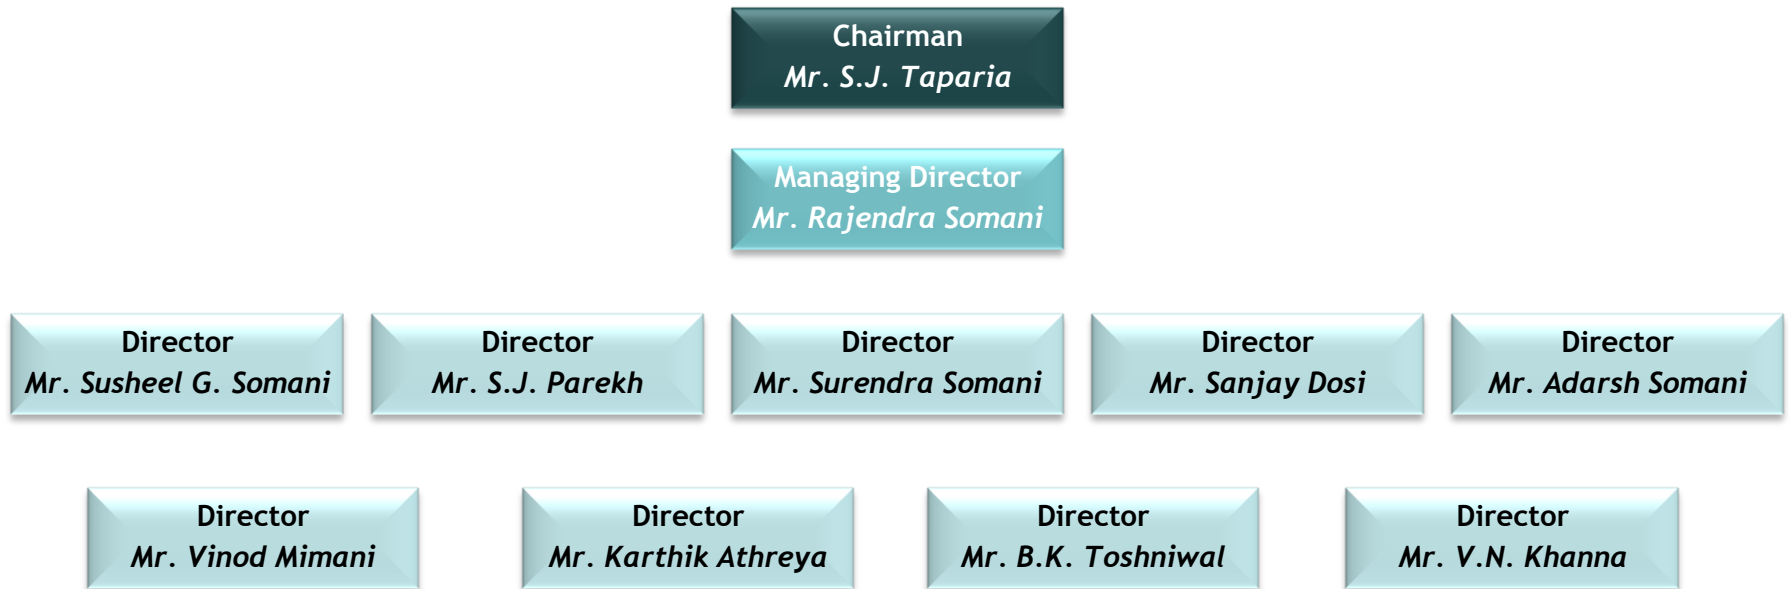 Chairman
Mr. S.J. Taparia
Managing Director
Mr. Rajendra Somani
Director
Mr. Susheel G. Somani
Director
Mr. S.J. Parekh
Director
Mr. Surendra Somani
Director
Mr. Sanjay Dosi
Director
Mr. Adarsh Somani
Director
Mr. Vinod Mimani
Director
Mr. Karthik Athreya
Director
Mr. B.K. Toshniwal
Director
Mr. V.N. Khanna